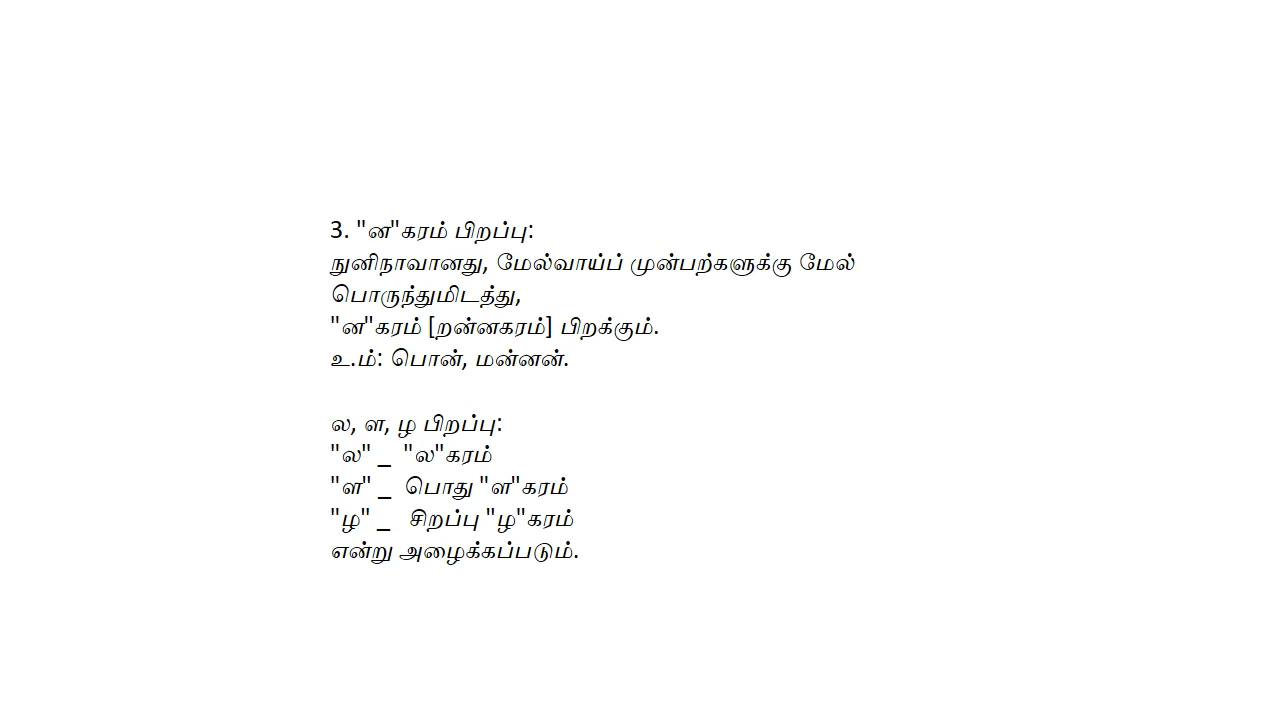 3. "ன"கரம் பிறப்பு:
நுனிநாவானது, மேல்வாய்ப் முன்பற்களுக்கு மேல்
பொருந்துமிடத்து,
"ன"கரம் [றன்னகரம்] பிறக்கும்.
உ.ம்: பொன், மன்னன்.
ல, ள, ழ பிறப்பு:
"ல" _ "ல"கரம்
"ள" _ பொது "ள"கரம்
"ழ" _ சிறப்பு "ழ"கரம்
என்று அழைக்கப்படும்.